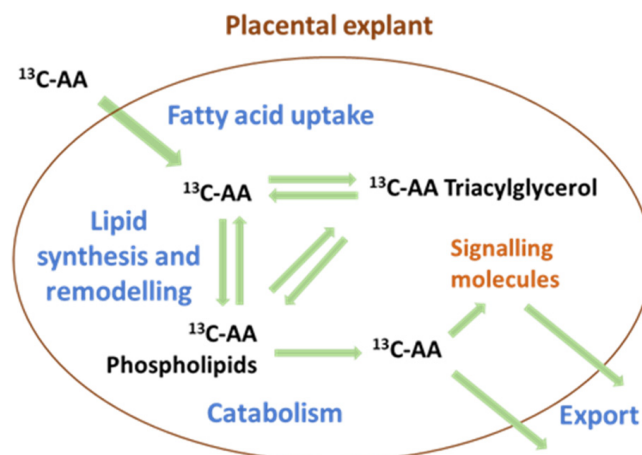 Placental explant
¹³C-AA
Fatty acid uptake
¹³C-AA
¹³C-AA Triacylglycerol
Lipid
synthesis and
remodelling
Signalling
molecules
¹³C-AA
Phospholipids
¹³C-AA
Catabolism
Export